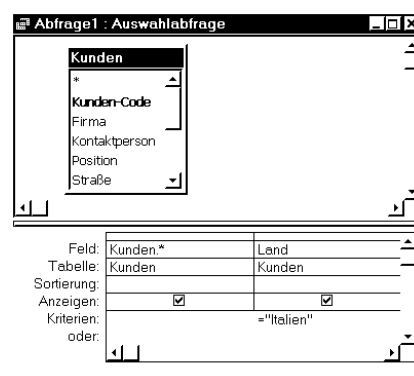 Abfrage1 : Auswahlabfrage
Kunden
*
Kunden-Code
Firma
Kontaktperson
Position
Straße
Feld: Kunden.* Land
Tabelle: Kunden Kunden
Sortierung:
Anzeigen:
Kriterien: ="Italien"
oder: